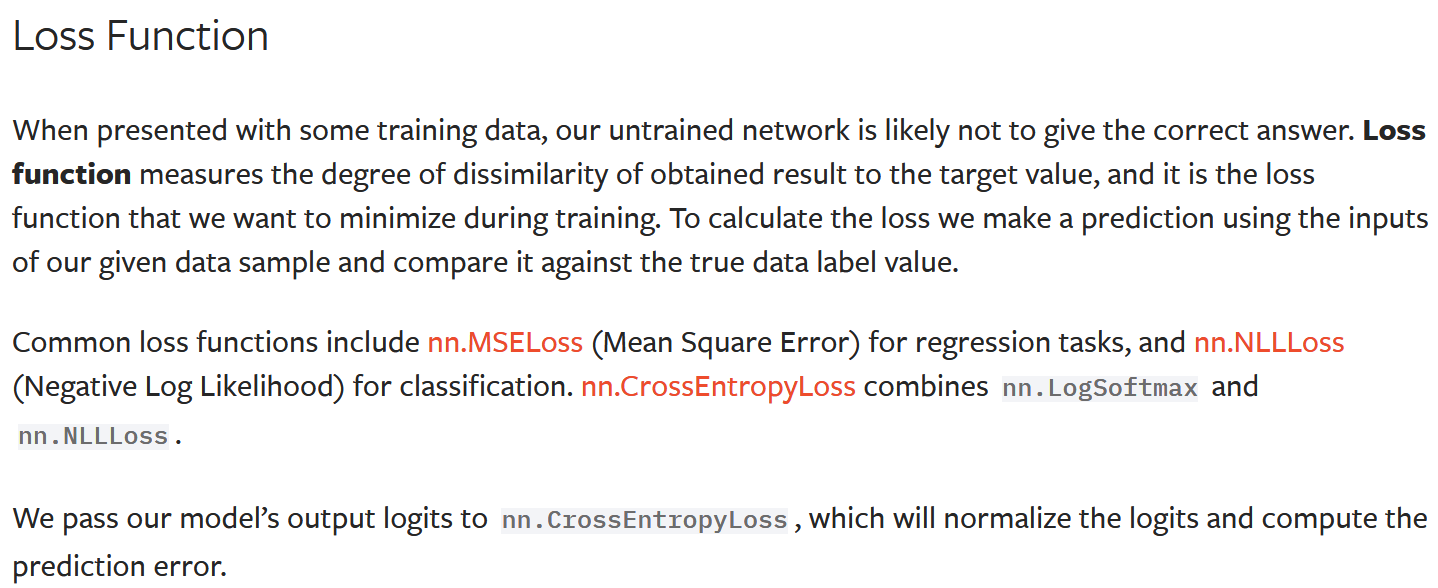 Loss Function
When presented with some training data, our untrained network is likely not to give the correct answer. Loss
function measures the degree of dissimilarity of obtained result to the target value, and it is the loss
function that we want to minimize during training. To calculate the loss we make a prediction using the inputs
of our given data sample and compare it against the true data label value.
Common loss functions include nn.MSELoss (Mean Square Error) for regression tasks, and nn.NLLLoss
(Negative Log Likelihood) for classification. nn.CrossEntropyLoss combines nn.LogSoftmax and
nn.NLLLoss.
We pass our model’s output logits to nn.CrossEntropyLoss, which will normalize the logits and compute the
prediction error.